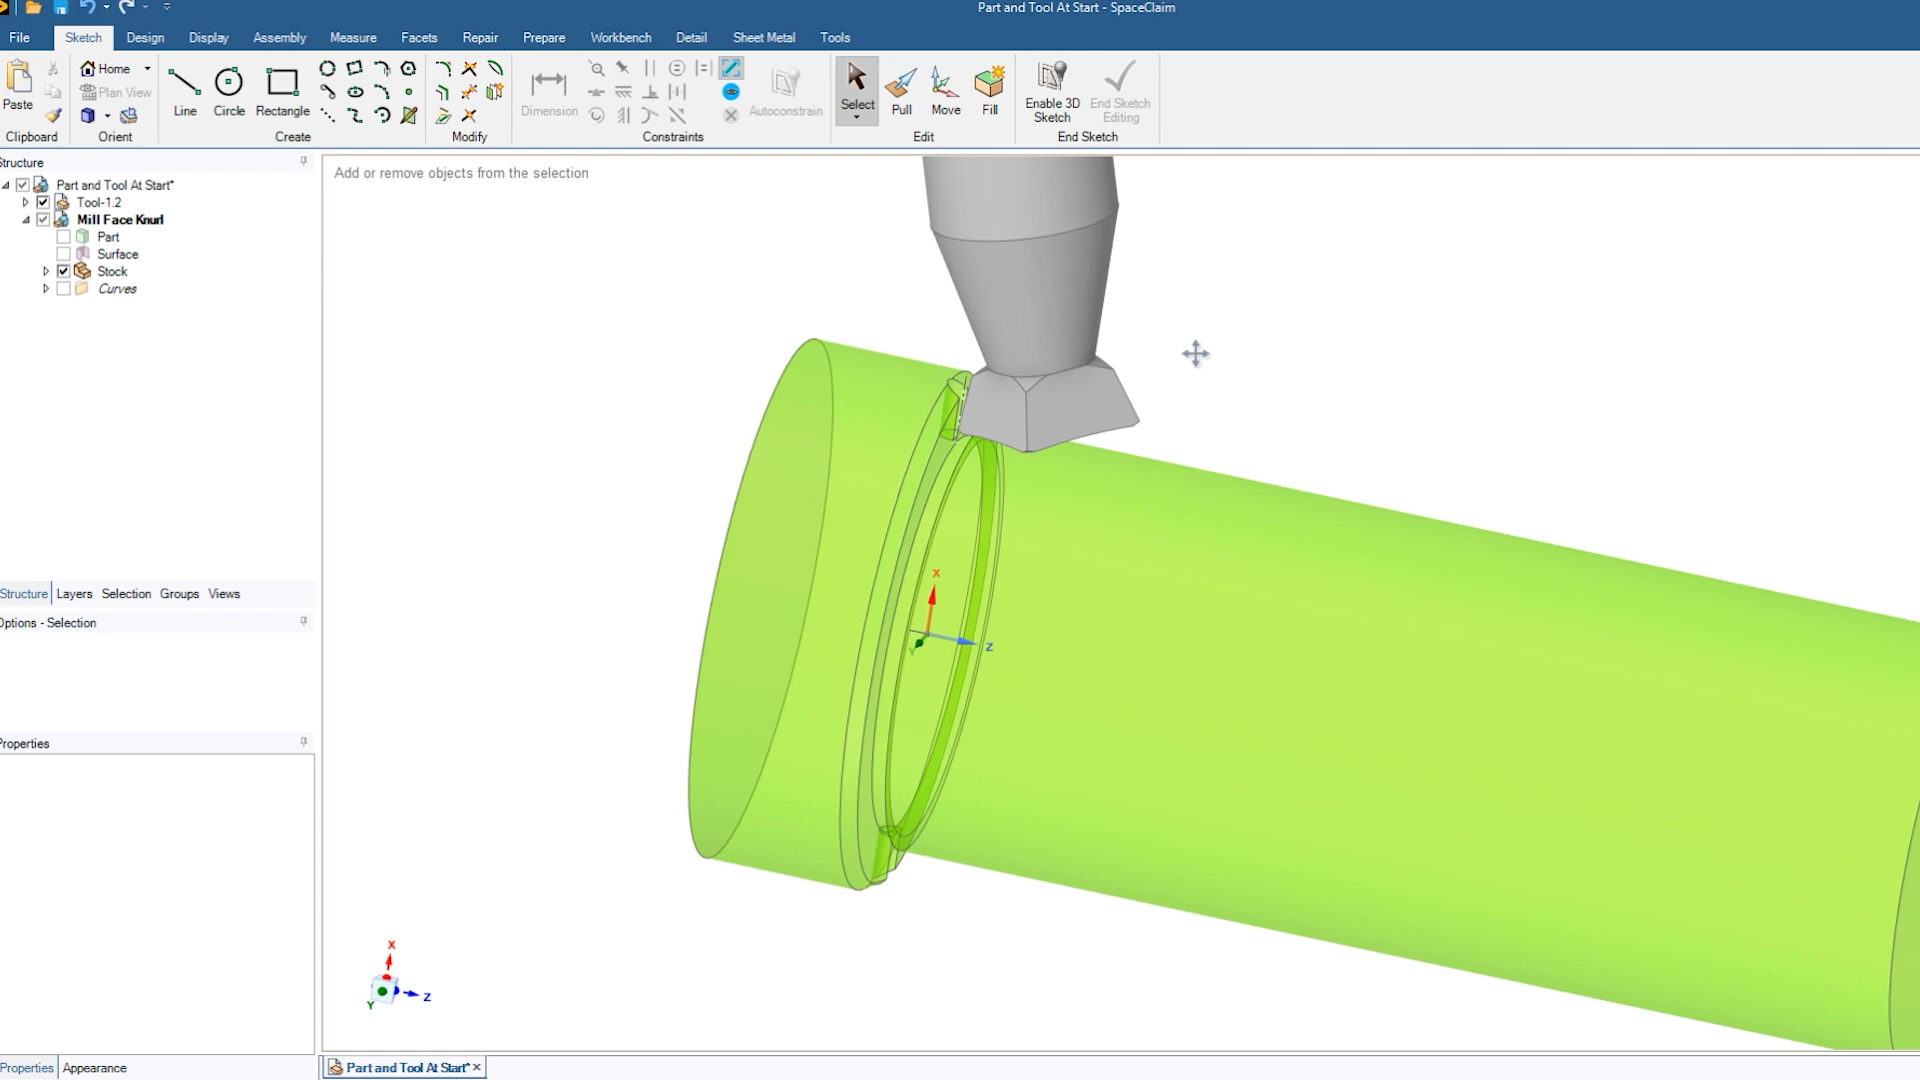 Part and Tool At Start - SpaceClaim
File Sketch Design Display Assembly Measure Facets Repair Prepare Workbench Detail Sheet Metal Tools
Paste
Clipboard
Home
Plan View
Orient
Line Circle Rectangle
Create
Modify
Dimension
Autoconstrain
Constraints
Select Pull Move Fill
Edit
Enable 3D Sketch
End Sketch Editing
End Sketch
Structure
Part and Tool At Start*
Tool-1.2
Mill Face Knurl
Part
Surface
Stock
Curves
Structure Layers Selection Groups Views
Options - Selection
Properties
Properties Appearance
Add or remove objects from the selection
X
Y
Z
X
Y
Z
Part and Tool At Start*